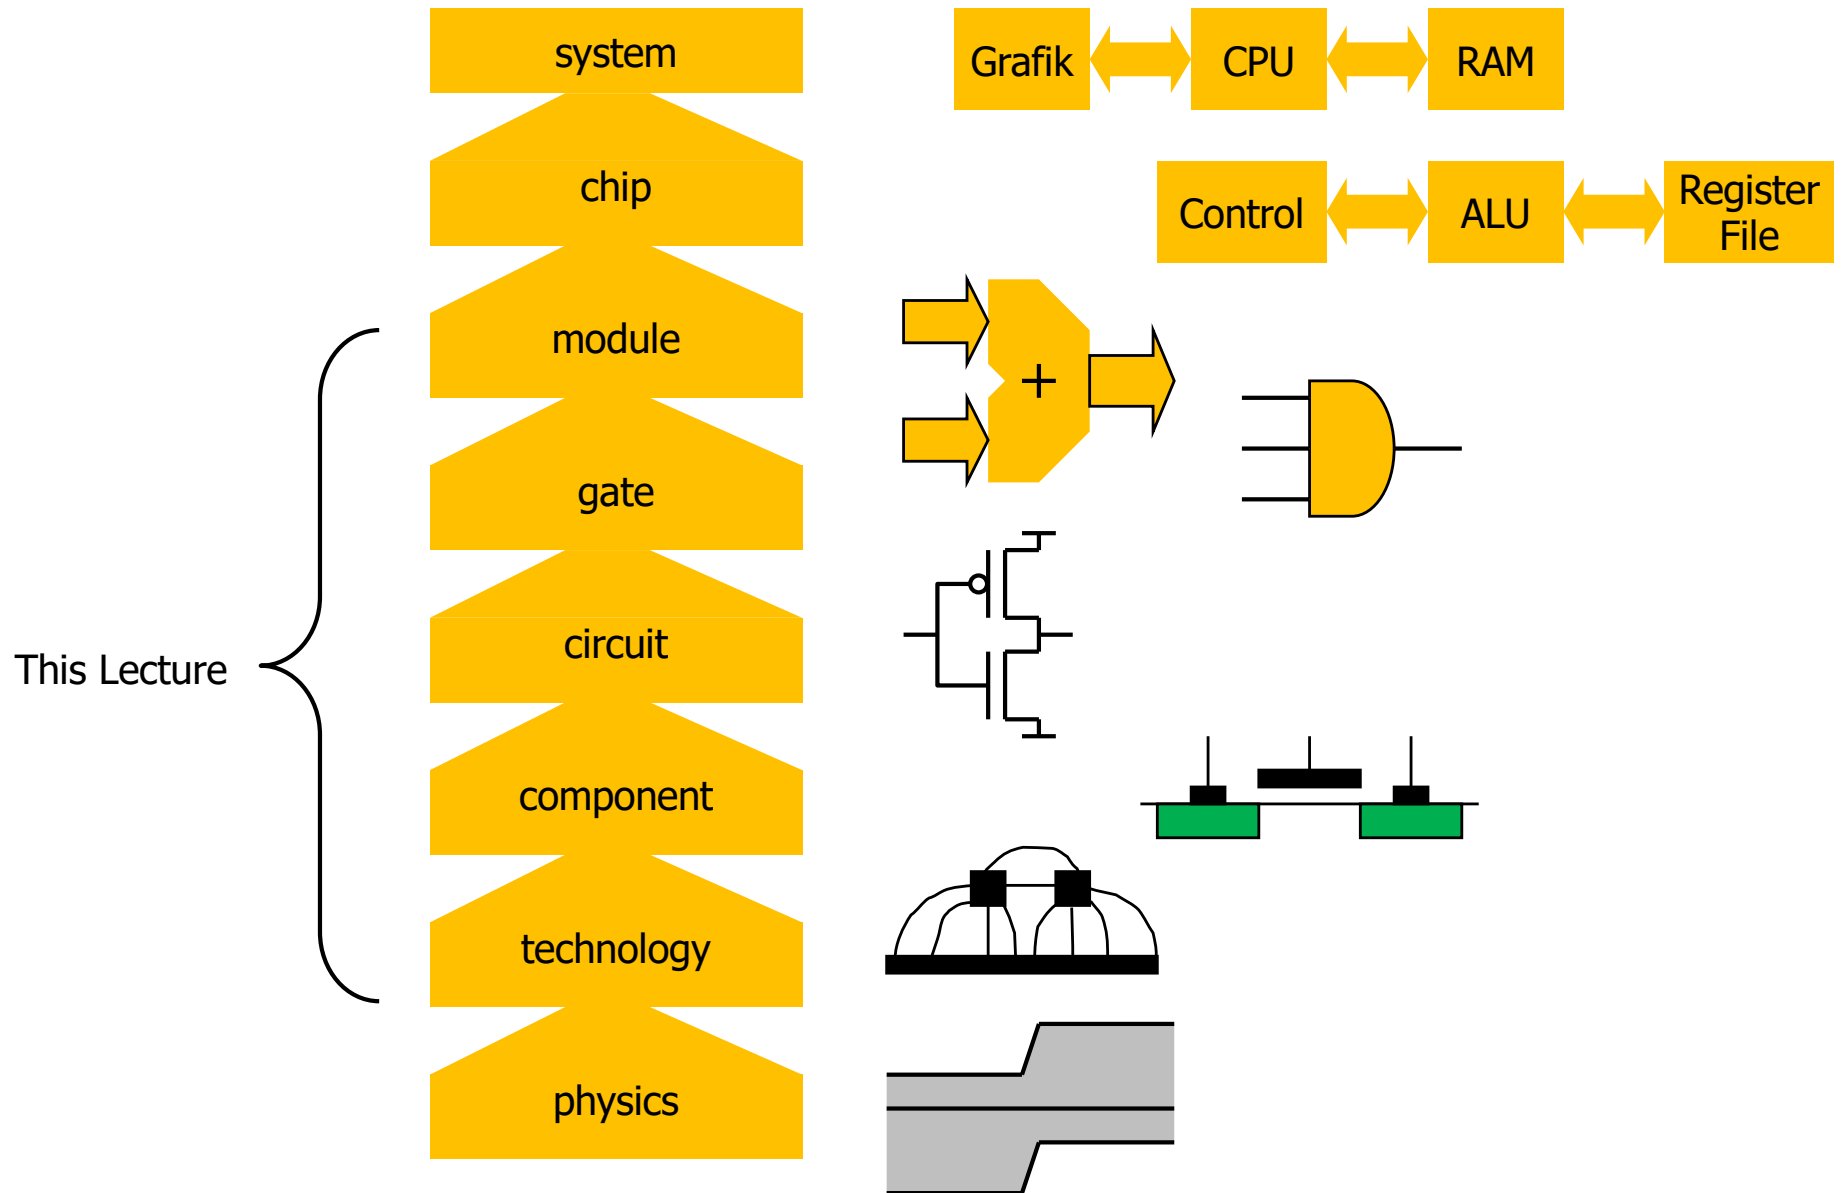 system
Grafik
CPU
RAM
chip
Control
ALU
Register
File
module
+
gate
circuit
This Lecture
component
technology
physics